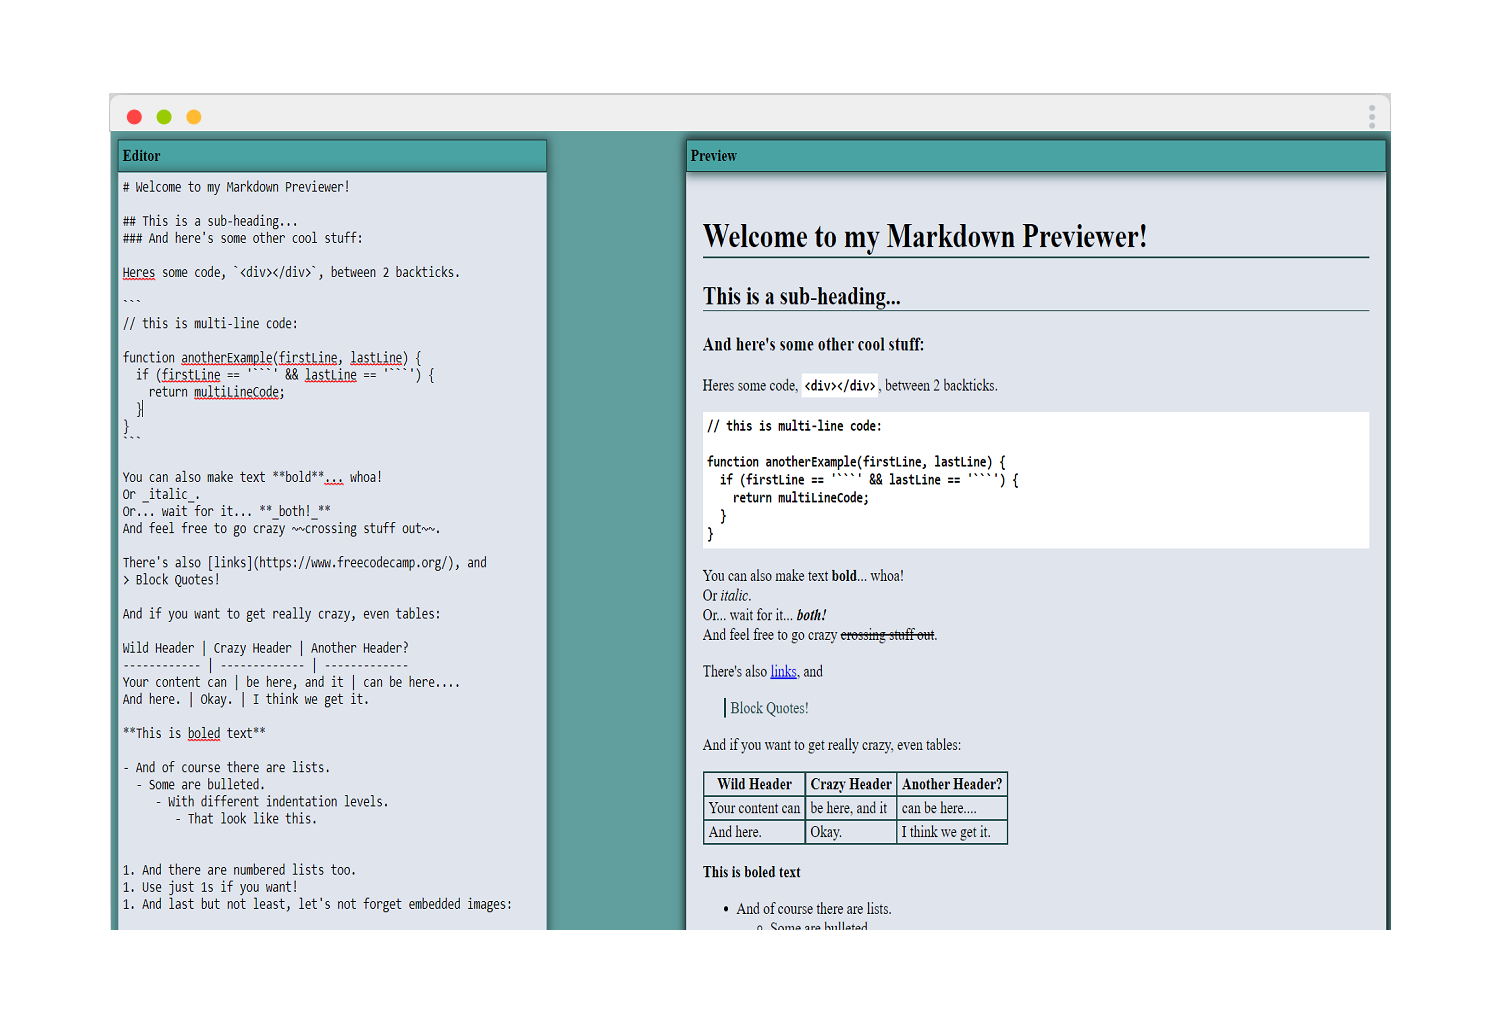 Editor
# Welcome to my Markdown Previewer!
## This is a sub-heading...
### And here's some other cool stuff:
Heres some code, `<div></div>`, between 2 backticks.
```
// this is multi-line code:
function anotherExample(firstLine, lastLine) {
  if (firstLine == '```' && lastLine == '```') {
    return multiLineCode;
  }
}
```
You can also make text **bold**... whoa!
Or _italic_.
Or... wait for it... **_both!_**
And feel free to go crazy ~~crossing stuff out~~.
There's also [links](https://www.freecodecamp.org/), and
> Block Quotes!
And if you want to get really crazy, even tables:
Wild Header | Crazy Header | Another Header?
------------ | ------------- | -------------
Your content can | be here, and it | can be here....
And here. | Okay. | I think we get it.
**This is boled text**
- And of course there are lists.
  - Some are bulleted.
     - With different indentation levels.
        - That look like this.
1. And there are numbered lists too.
1. Use just 1s if you want!
1. And last but not least, let's not forget embedded images:
Preview
Welcome to my Markdown Previewer!
This is a sub-heading...
And here's some other cool stuff:
Heres some code, <div></div>, between 2 backticks.
// this is multi-line code:
function anotherExample(firstLine, lastLine) {
  if (firstLine == '```' && lastLine == '```') {
    return multiLineCode;
  }
}
You can also make text bold... whoa!
Or italic.
Or... wait for it... both!
And feel free to go crazy crossing stuff out.
There's also links, and
Block Quotes!
And if you want to get really crazy, even tables:
Wild Header Crazy Header Another Header?
Your content can be here, and it can be here....
And here. Okay. I think we get it.
This is boled text
• And of course there are lists.
o Some are bulleted.